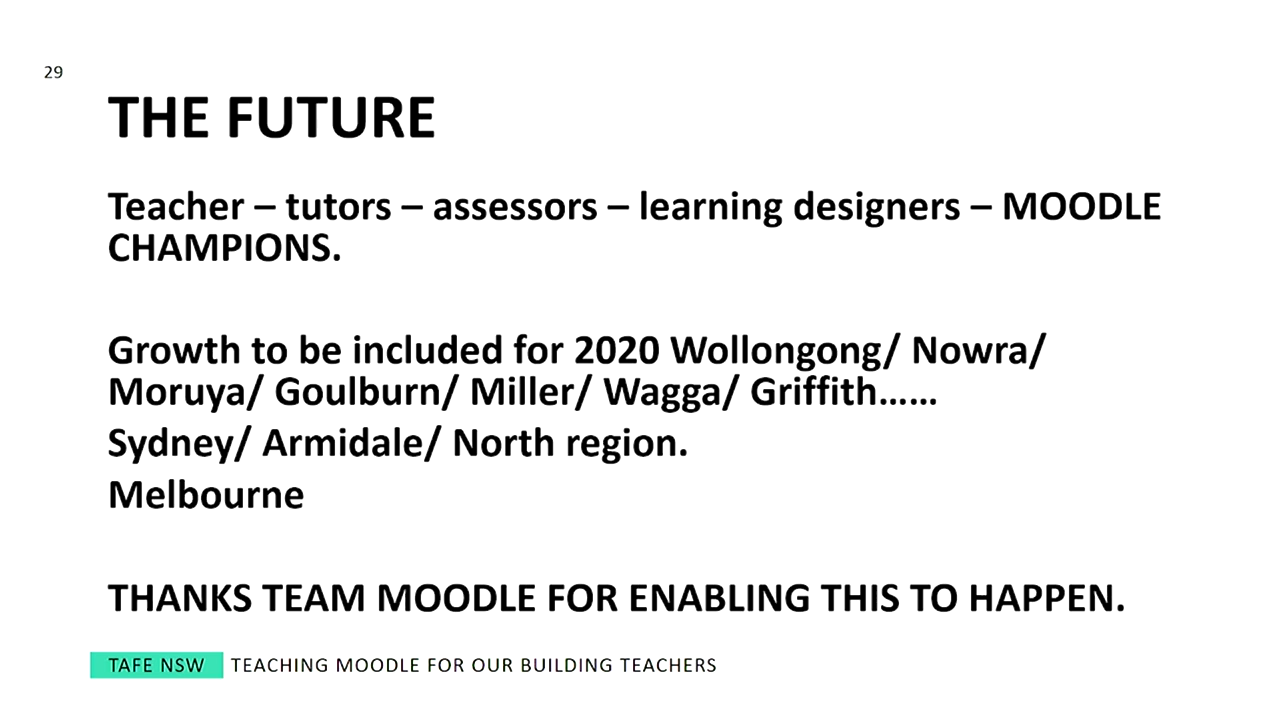 29
THE FUTURE
Teacher – tutors – assessors – learning designers – MOODLE
CHAMPIONS.
Growth to be included for 2020 Wollongong/ Nowra/
Moruya/ Goulburn/ Miller/ Wagga/ Griffith......
Sydney/ Armidale/ North region.
Melbourne
THANKS TEAM MOODLE FOR ENABLING THIS TO HAPPEN.
TAFE NSW TEACHING MOODLE FOR OUR BUILDING TEACHERS